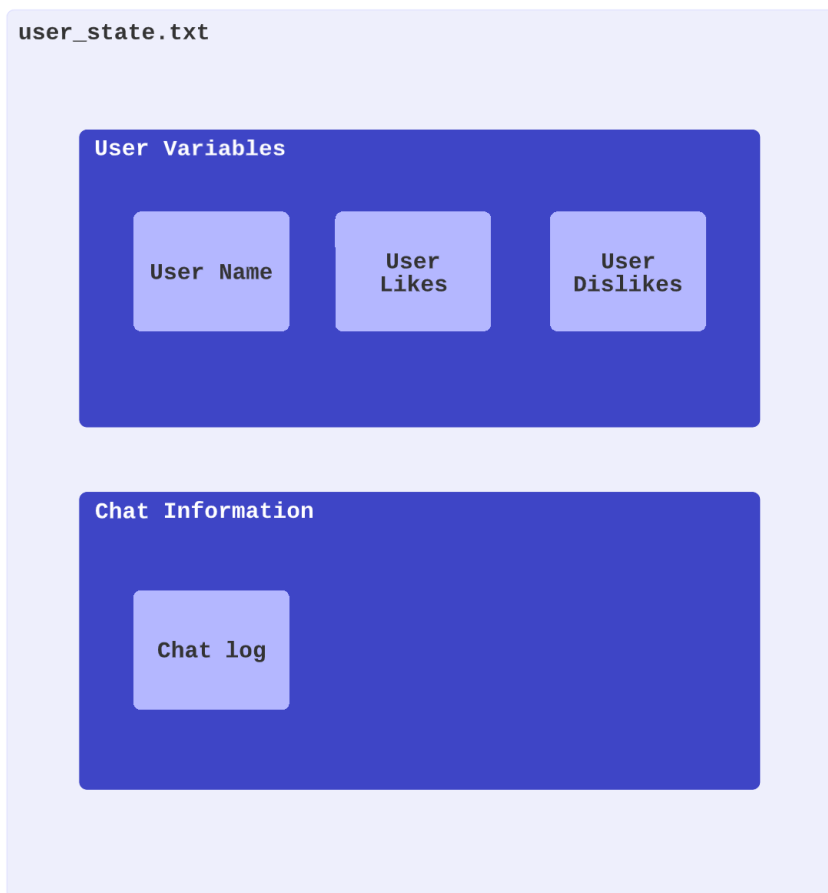 user_state.txt
User Variables
User Name
User
Likes
User
Dislikes
Chat Information
Chat log